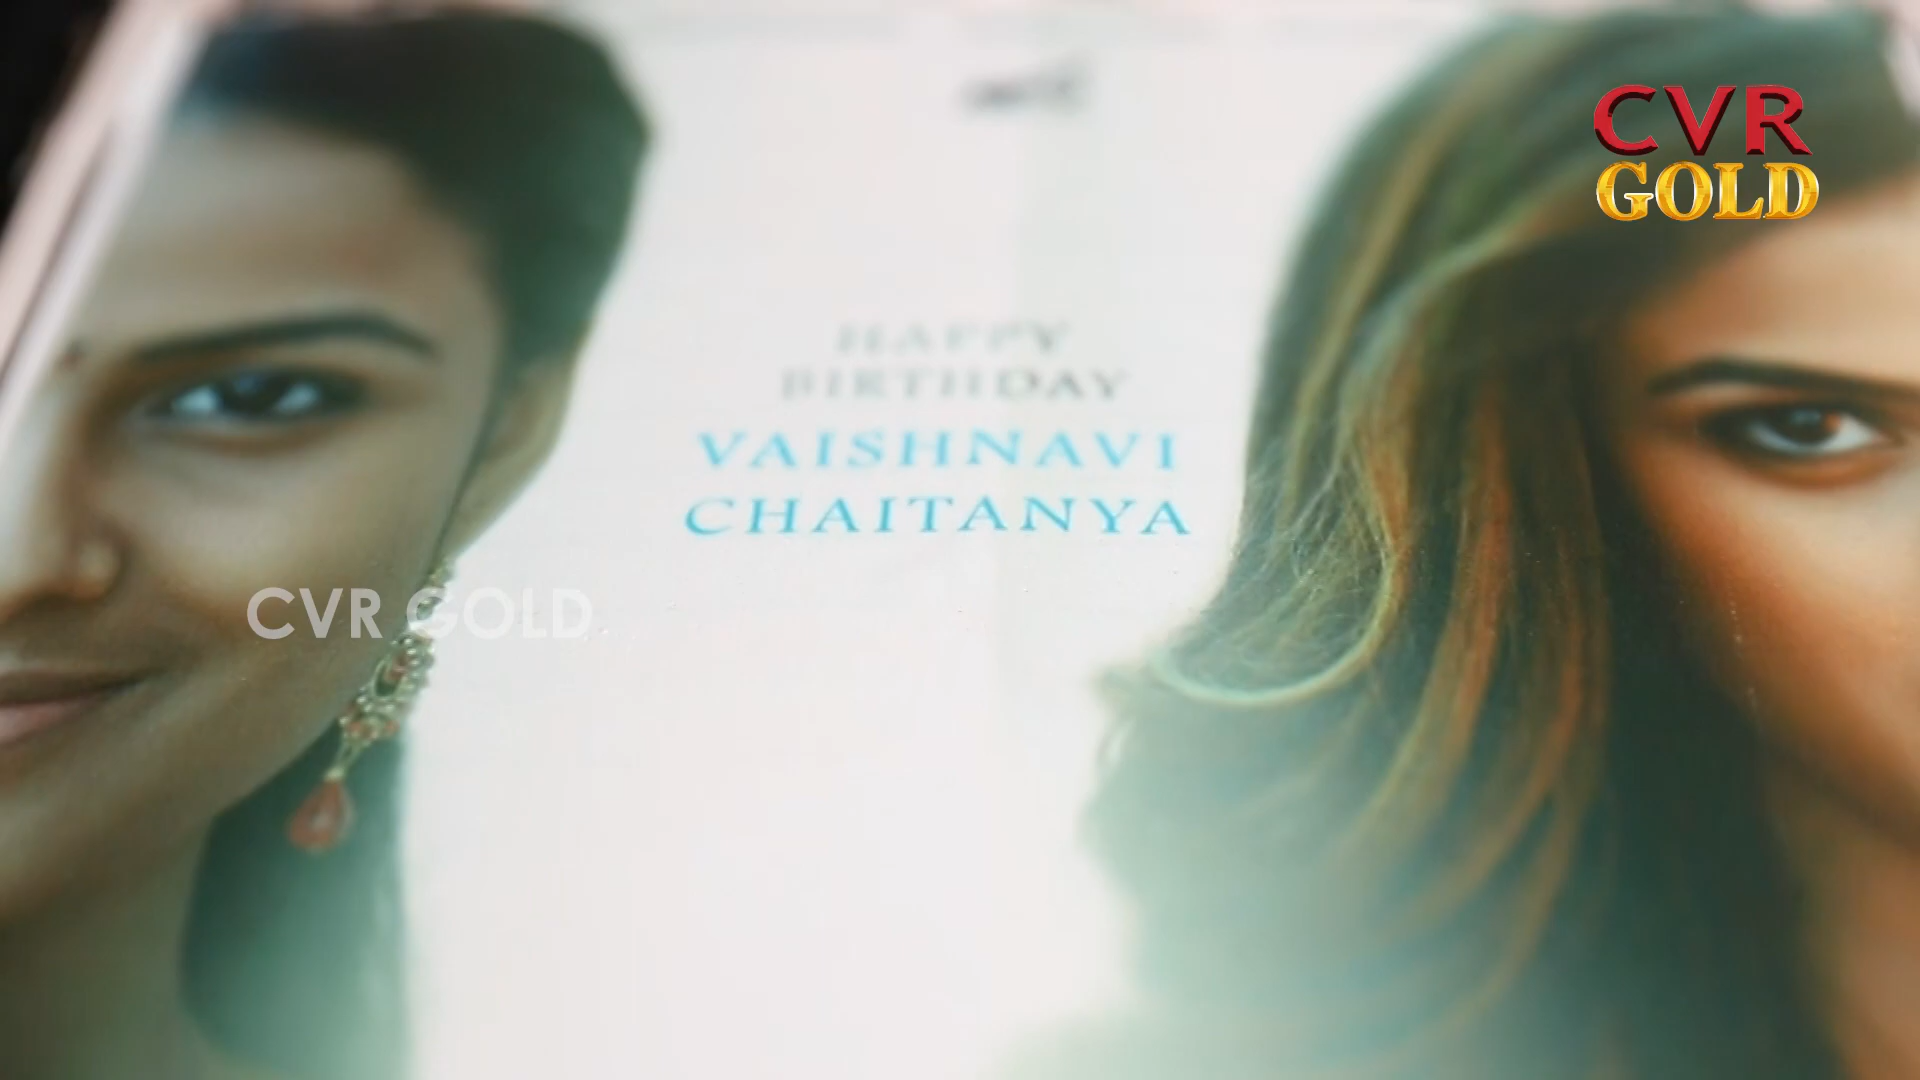 CVR
GOLD
HAPPY
BIRTHDAY
VAISHNAVI
CHAITANYA
CVR GOLD